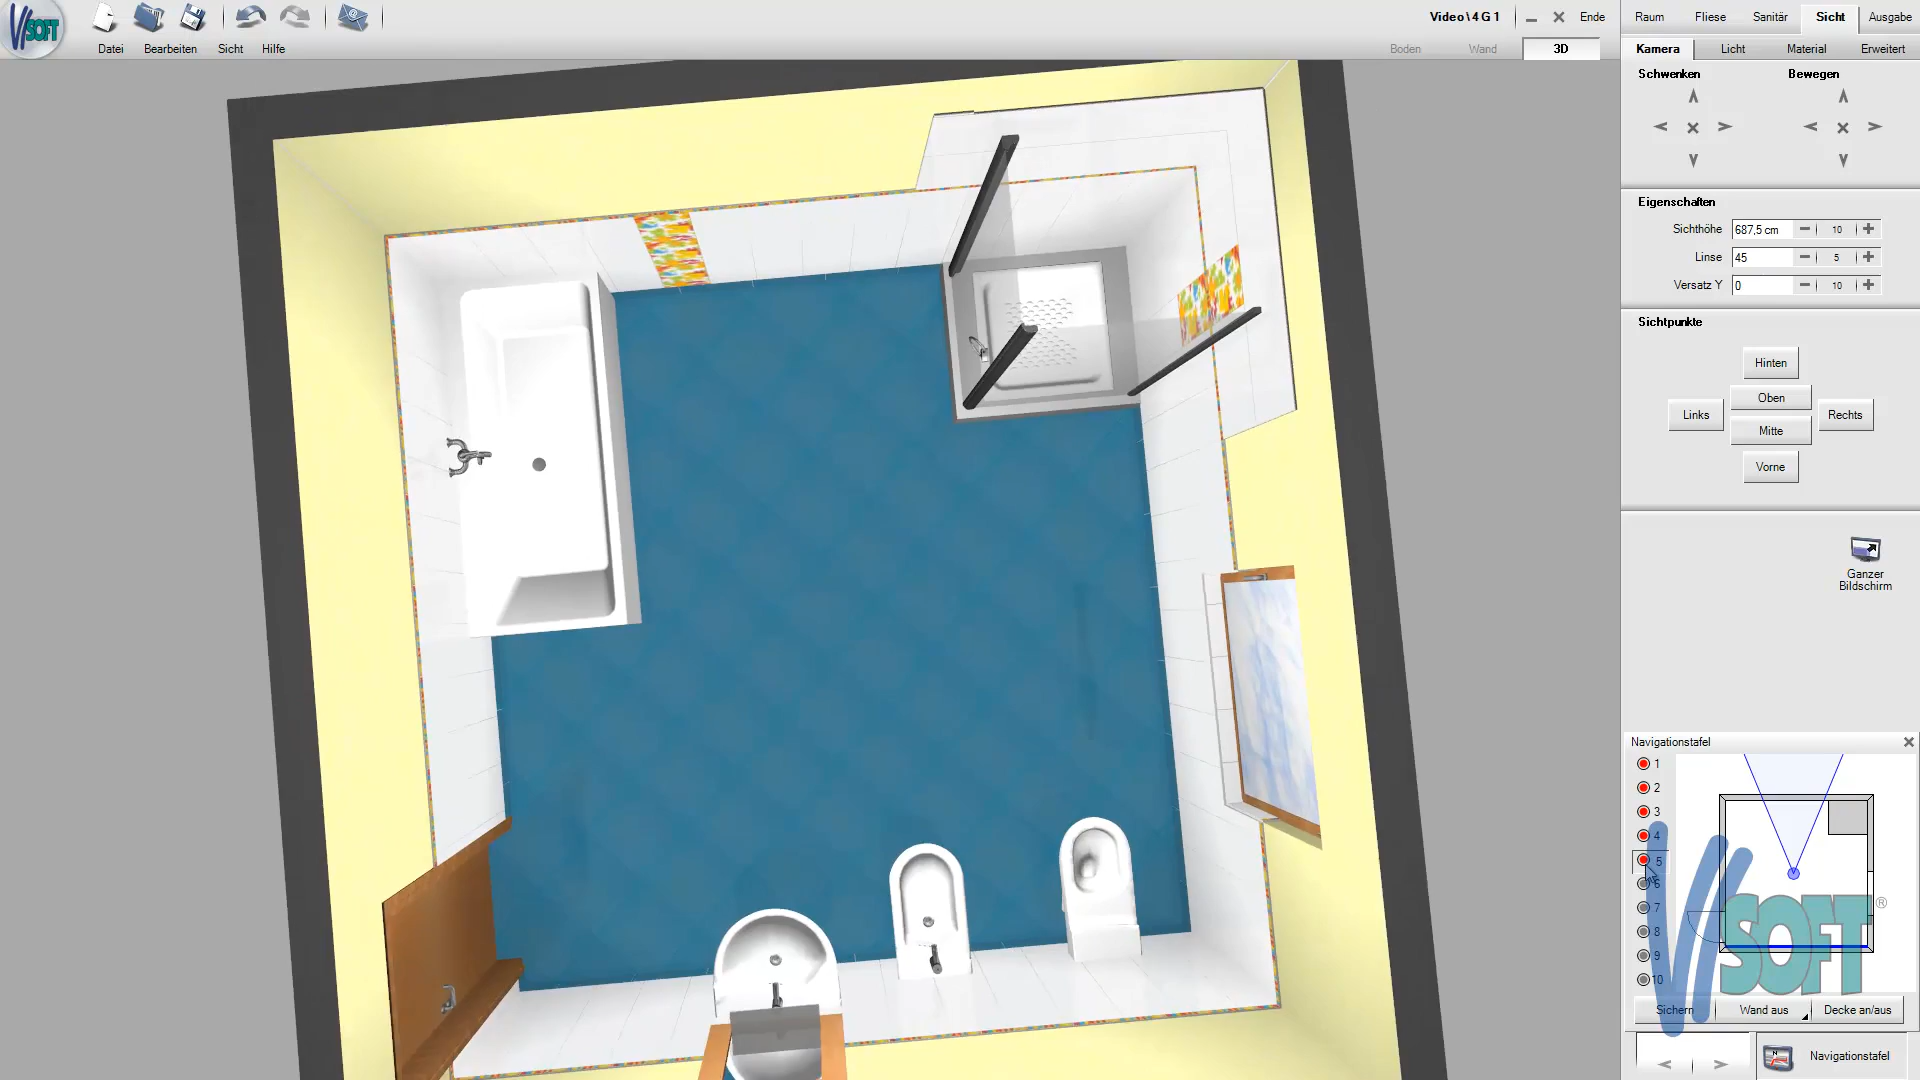 VISOFT
Datei
Bearbeiten
Sicht
Hilfe
Video\4 G 1
Ende
Boden
Wand
3D
Raum
Fliese
Sanitär
Sicht
Ausgabe
Kamera
Licht
Material
Erweitert
Schwenken
Bewegen
Eigenschaften
Sichthöhe 687,5 cm 10
Linse 45 5
Versatz Y 0 10
Sichtpunkte
Hinten
Oben
Links
Rechts
Mitte
Vorne
Ganzer
Bildschirm
Navigationstafel
1
2
3
4
5
6
7
8
9
10
VISOFT®
Sichern
Wand aus
Decke an/aus
Navigationstafel